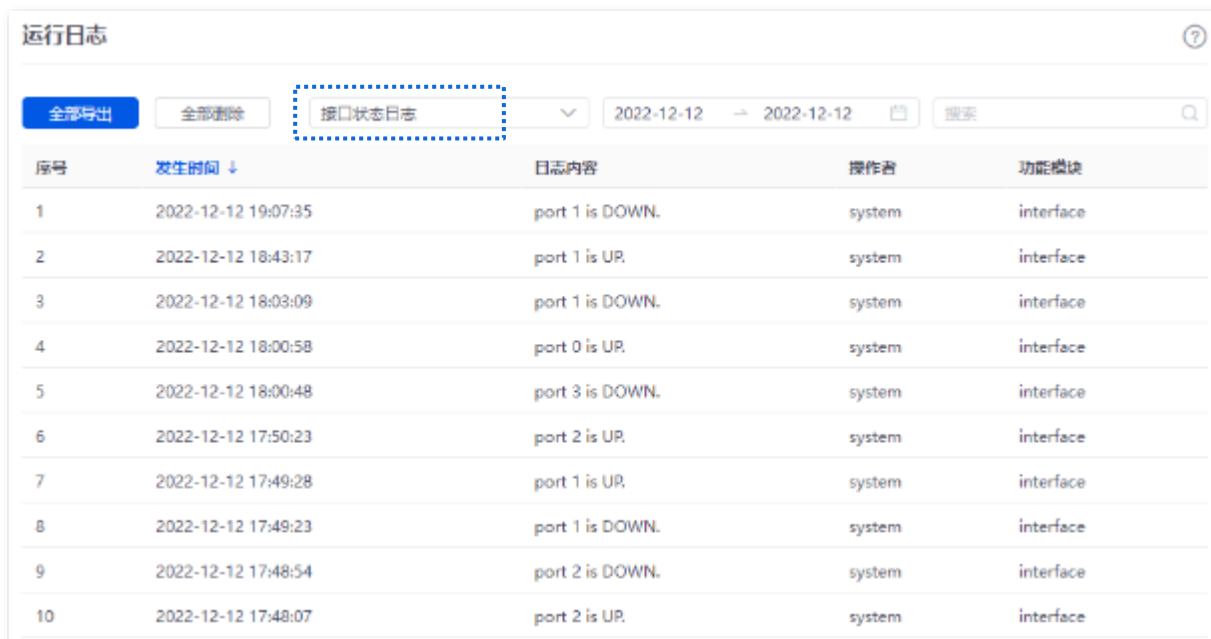 运行日志
全部导出 全部删除 接口状态日志 2022-12-12 → 2022-12-12 搜索
序号 发生时间 ↓ 日志内容 操作者 功能模块
1 2022-12-12 19:07:35 port 1 is DOWN. system interface
2 2022-12-12 18:43:17 port 1 is UP. system interface
3 2022-12-12 18:03:09 port 1 is DOWN. system interface
4 2022-12-12 18:00:58 port 0 is UP. system interface
5 2022-12-12 18:00:48 port 3 is DOWN. system interface
6 2022-12-12 17:50:23 port 2 is UP. system interface
7 2022-12-12 17:49:28 port 1 is UP. system interface
8 2022-12-12 17:49:23 port 1 is DOWN. system interface
9 2022-12-12 17:48:54 port 2 is DOWN. system interface
10 2022-12-12 17:48:07 port 2 is UP. system interface